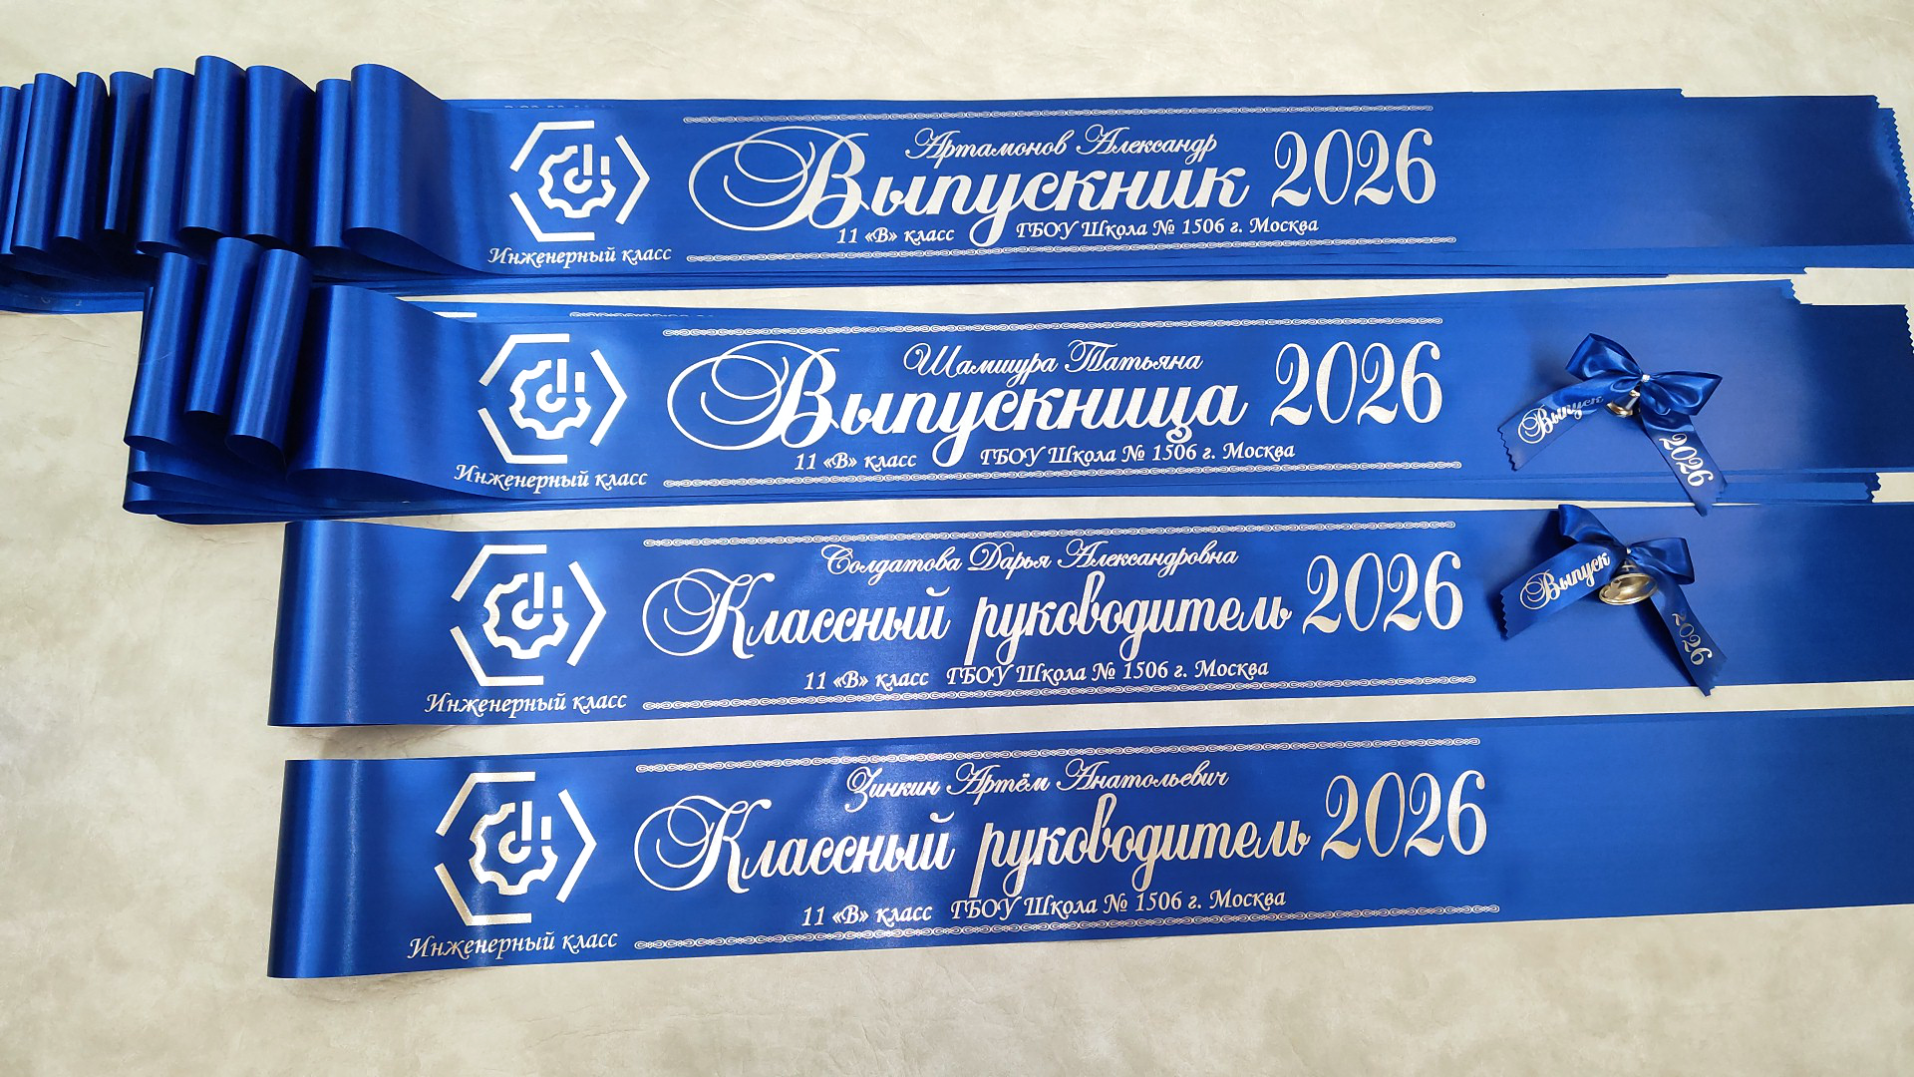 Артамонов Александр
Выпускник 2026
11 «В» класс ГБОУ Школа № 1506 г. Москва
Инженерный класс
Шамшура Татьяна
Выпускница 2026
11 «В» класс ГБОУ Школа № 1506 г. Москва
Инженерный класс
Выпуск
2026
Солдатова Дарья Александровна
Классный руководитель 2026
11 «В» класс ГБОУ Школа № 1506 г. Москва
Инженерный класс
Выпуск
2026
Зинкин Артём Анатольевич
Классный руководитель 2026
11 «В» класс ГБОУ Школа № 1506 г. Москва
Инженерный класс